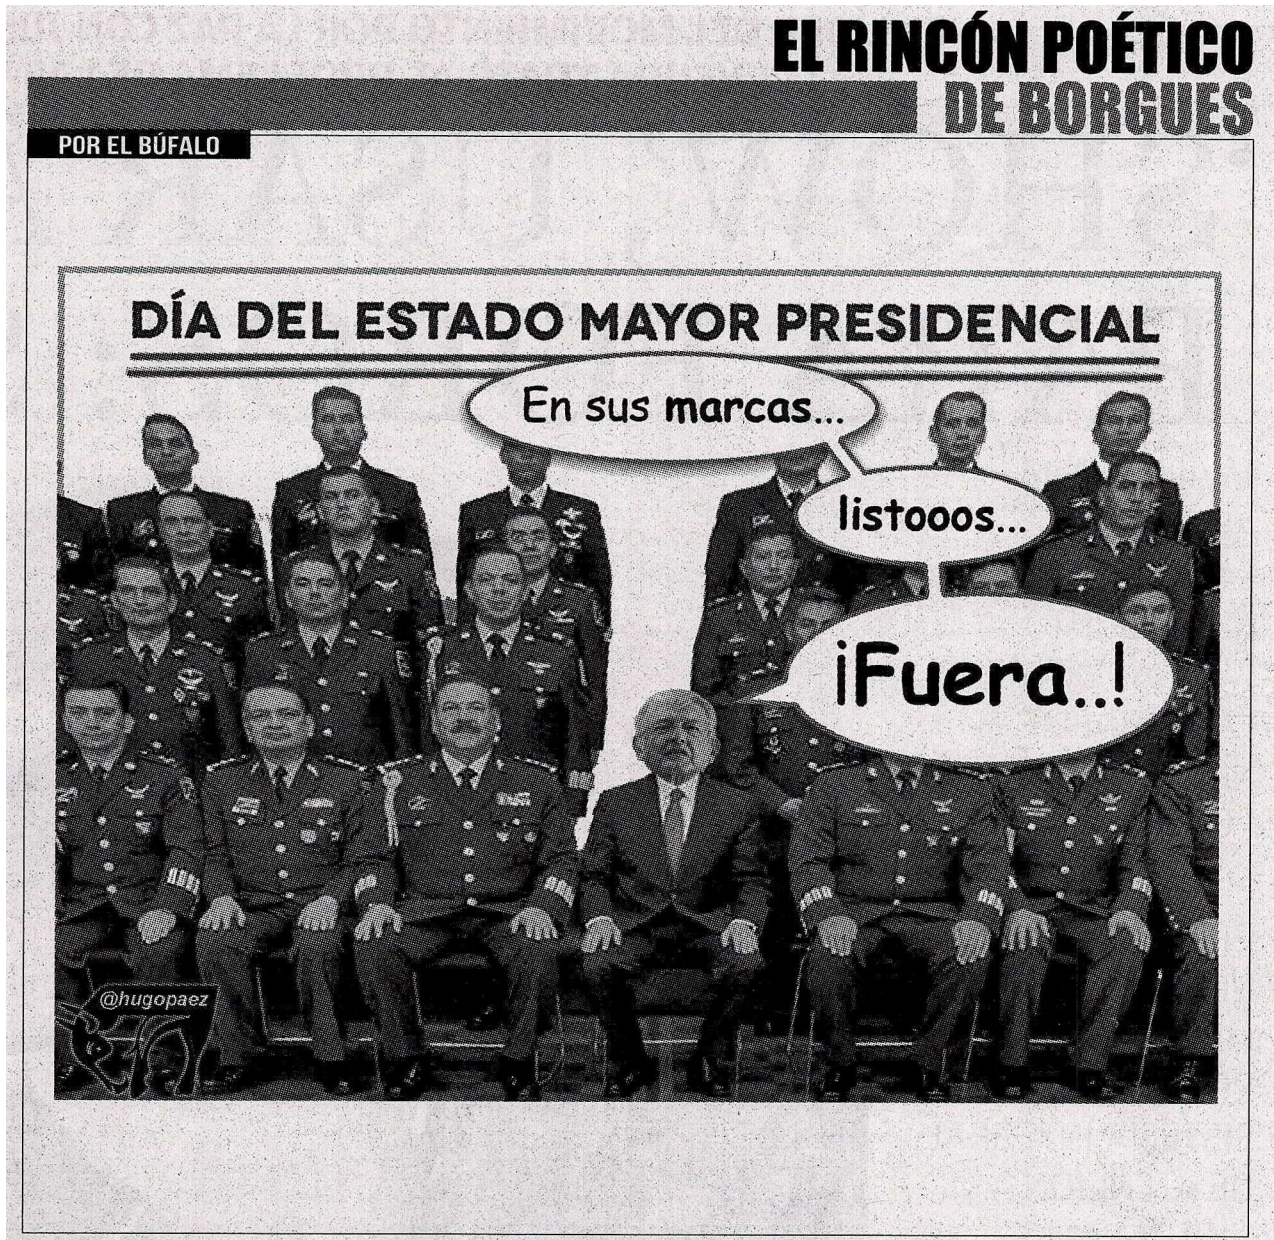 EL RINCÓN POÉTICO
DE BORGUES
POR EL BÚFALO
DÍA DEL ESTADO MAYOR PRESIDENCIAL
En sus marcas...
listooos...
¡Fuera..!
@hugopaez